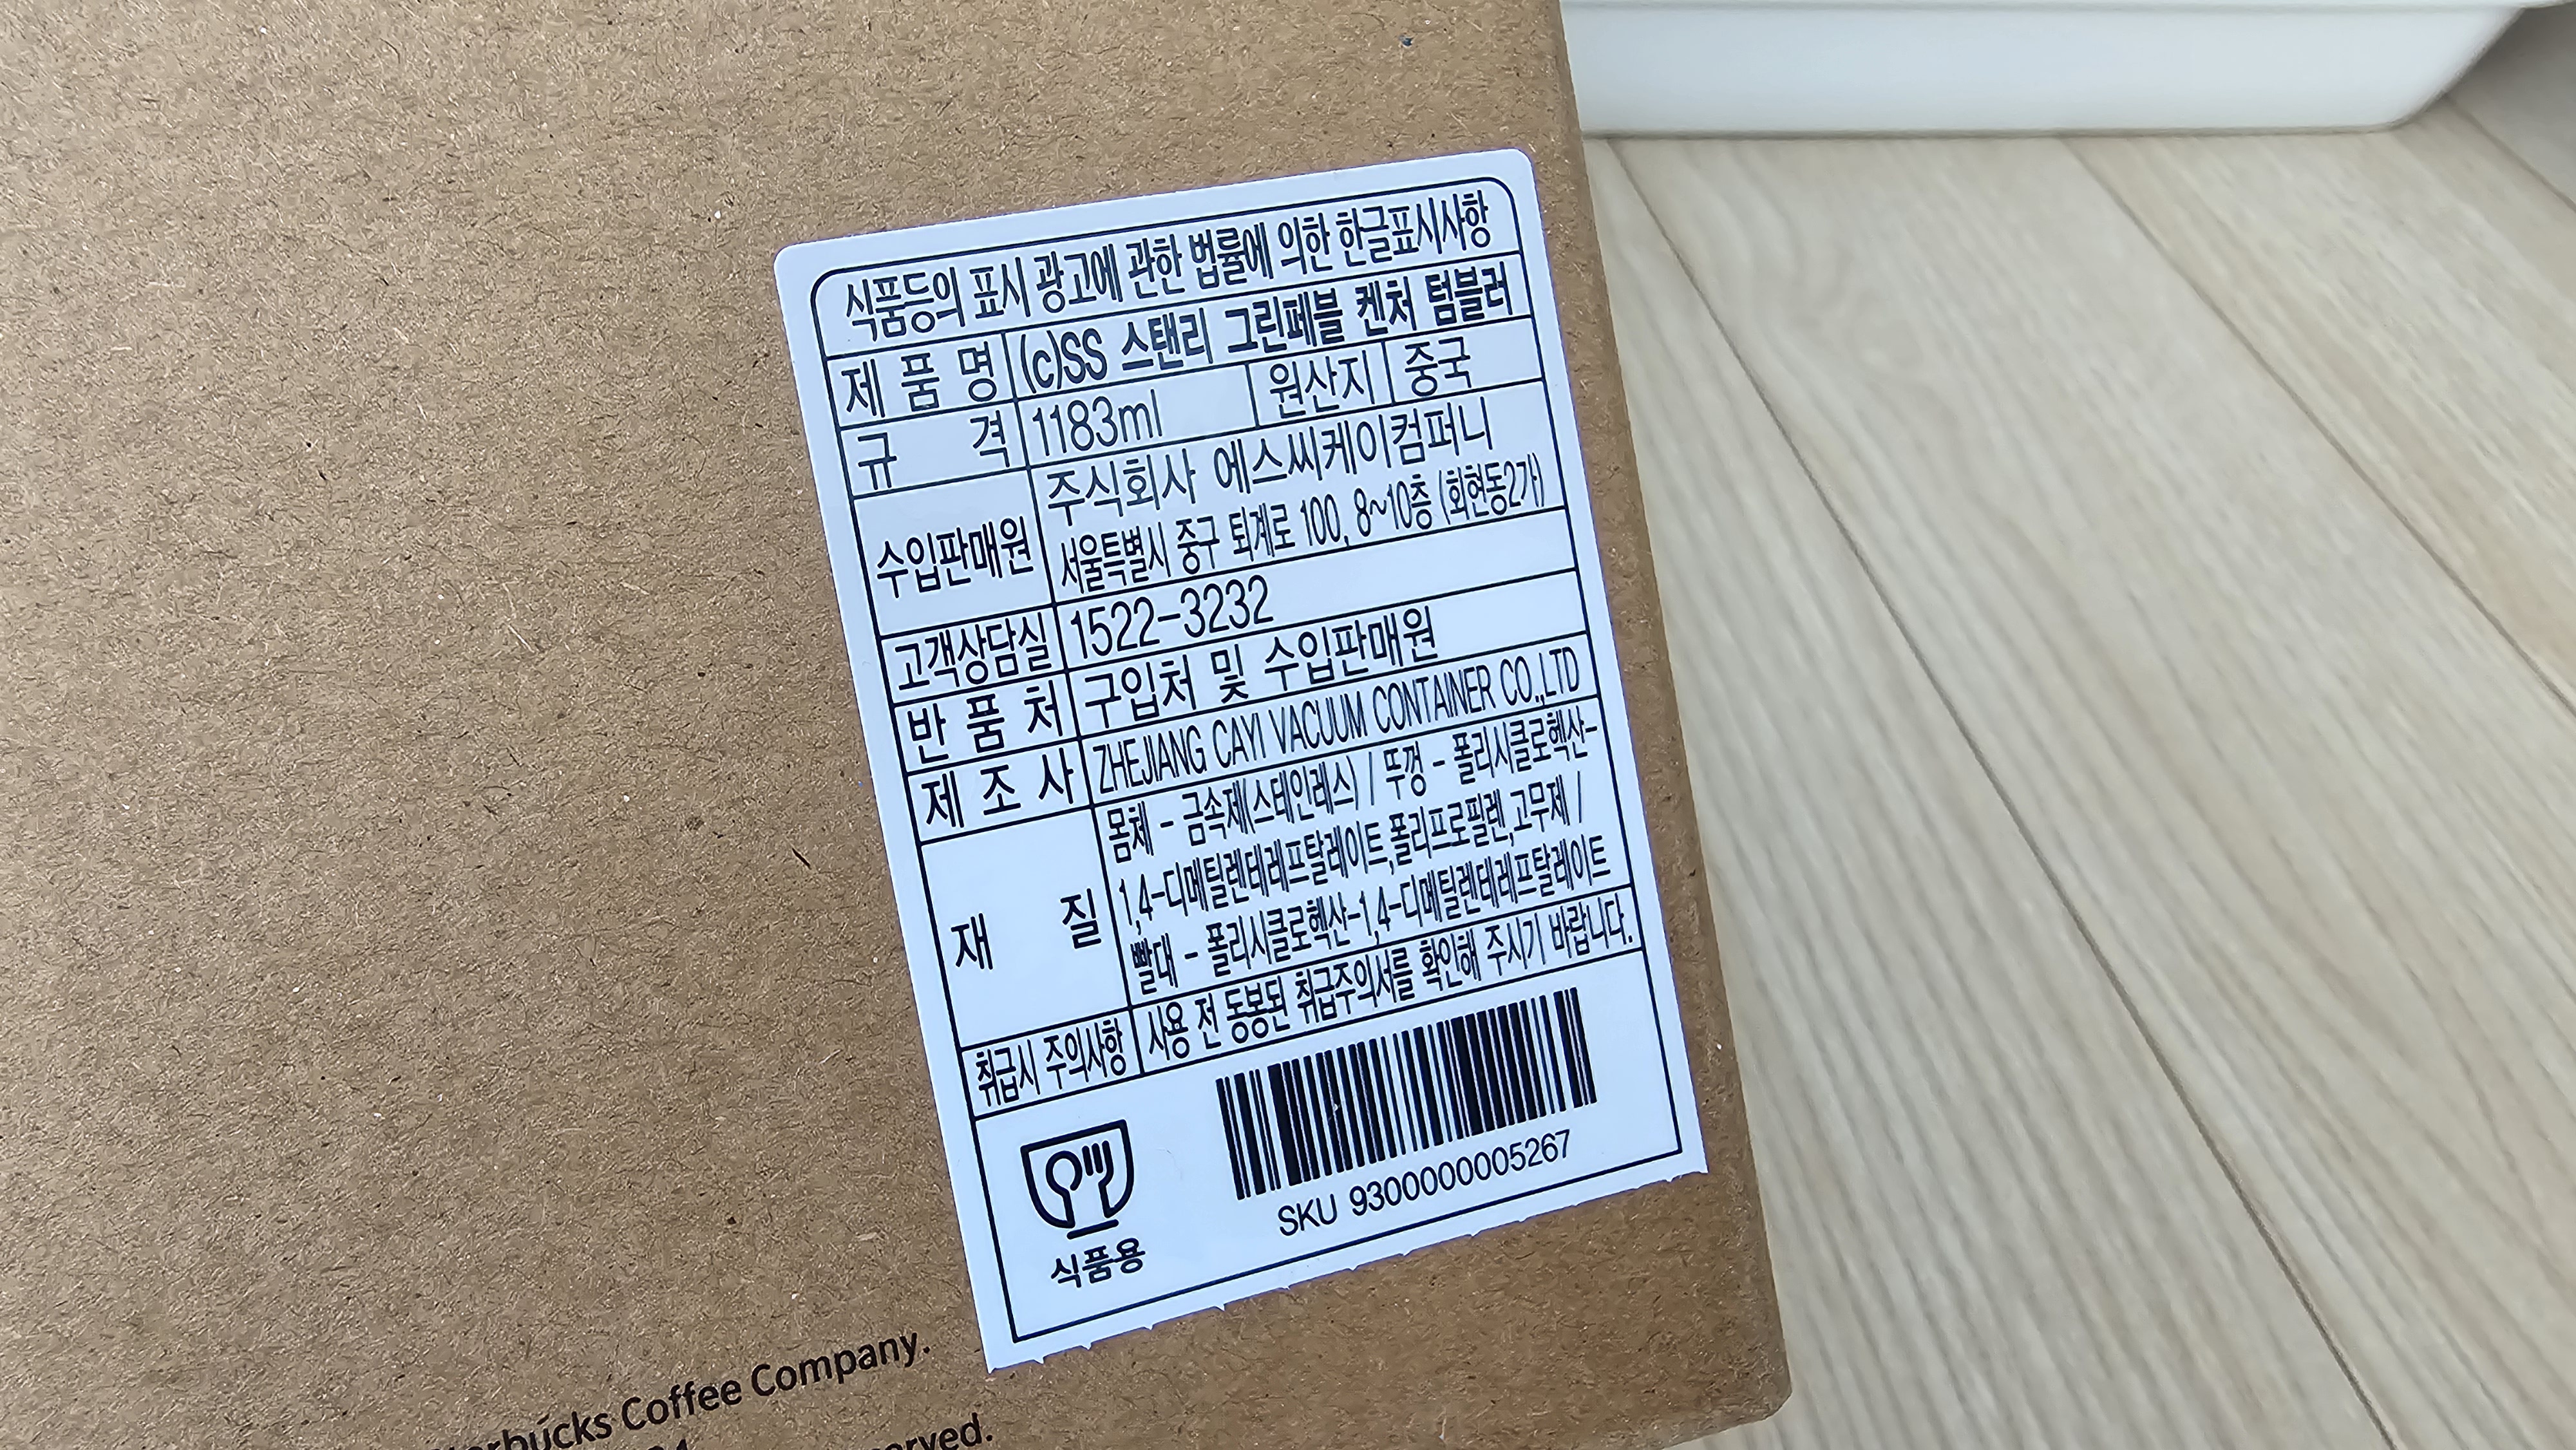 식품등의 표시 광고에 관한 법률에 의한 한글표시사항
제 품 명 (c)SS 스탠리 그린페블 켄처 텀블러
규 격 1183ml 원산지 중국
수입판매원 주식회사 에스씨케이컴퍼니
서울특별시 중구 퇴계로 100, 8~10층 (회현동2가)
고객상담실 1522-3232
반 품 처 구입처 및 수입판매원
제 조 사 ZHEJIANG CAYI VACUUM CONTAINER CO.,LTD
재 질 몸체 - 금속제(스테인레스) / 뚜껑 - 폴리시클로헥산-
1,4-디메틸렌테레프탈레이트,폴리프로필렌,고무제 /
빨대 - 폴리시클로헥산-1,4-디메틸렌테레프탈레이트
취급시 주의사항 사용 전 동봉된 취급주의서를 확인해 주시기 바랍니다.
식품용
SKU 9300000005267
Coffee Company.